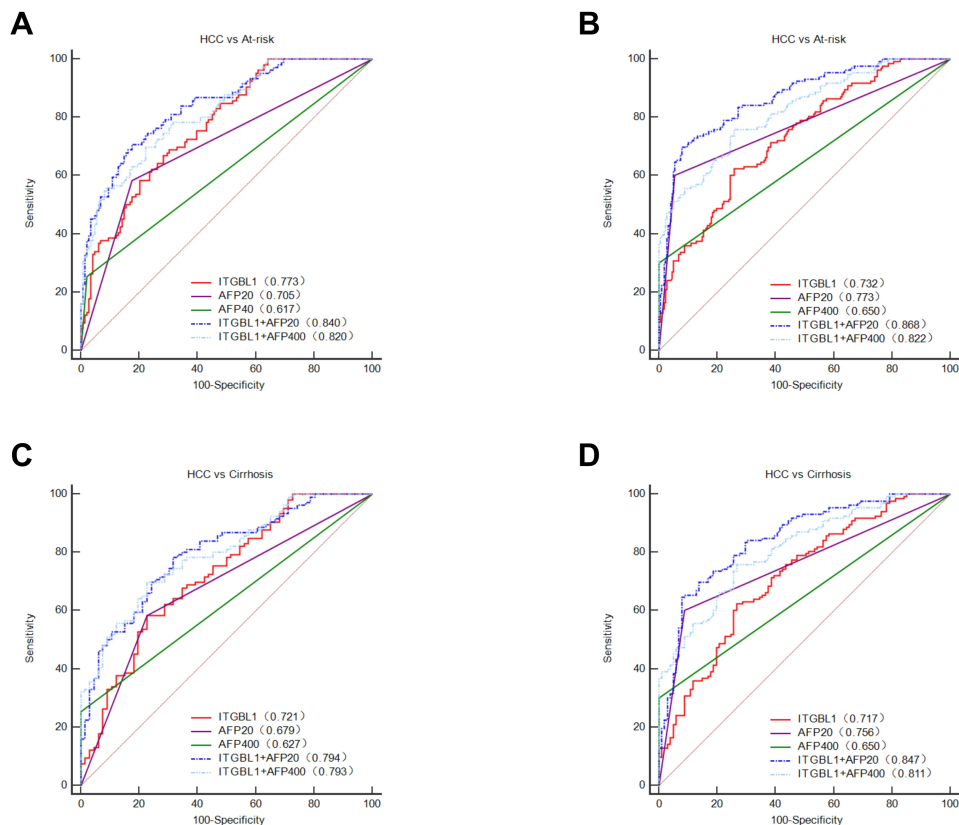 A
HCC vs At-risk
100
80
60
40
20
0
Sensitivity
ITGBL1（0.773）
AFP20（0.705）
AFP40（0.617）
ITGBL1+AFP20（0.840）
ITGBL1+AFP400（0.820）
0 20 40 60 80 100
100-Specificity
B
HCC vs At-risk
100
80
60
40
20
0
Sensitivity
ITGBL1（0.732）
AFP20（0.773）
AFP400（0.650）
ITGBL1+AFP20（0.868）
ITGBL1+AFP400（0.822）
0 20 40 60 80 100
100-Specificity
C
HCC vs Cirrhosis
100
80
60
40
20
0
Sensitivity
ITGBL1（0.721）
AFP20（0.679）
AFP400（0.627）
ITGBL1+AFP20（0.794）
ITGBL1+AFP400（0.793）
0 20 40 60 80 100
100-Specificity
D
HCC vs Cirrhosis
100
80
60
40
20
0
Sensitivity
ITGBL1（0.717）
AFP20（0.756）
AFP400（0.650）
ITGBL1+AFP20（0.847）
ITGBL1+AFP400（0.811）
0 20 40 60 80 100
100-Specificity